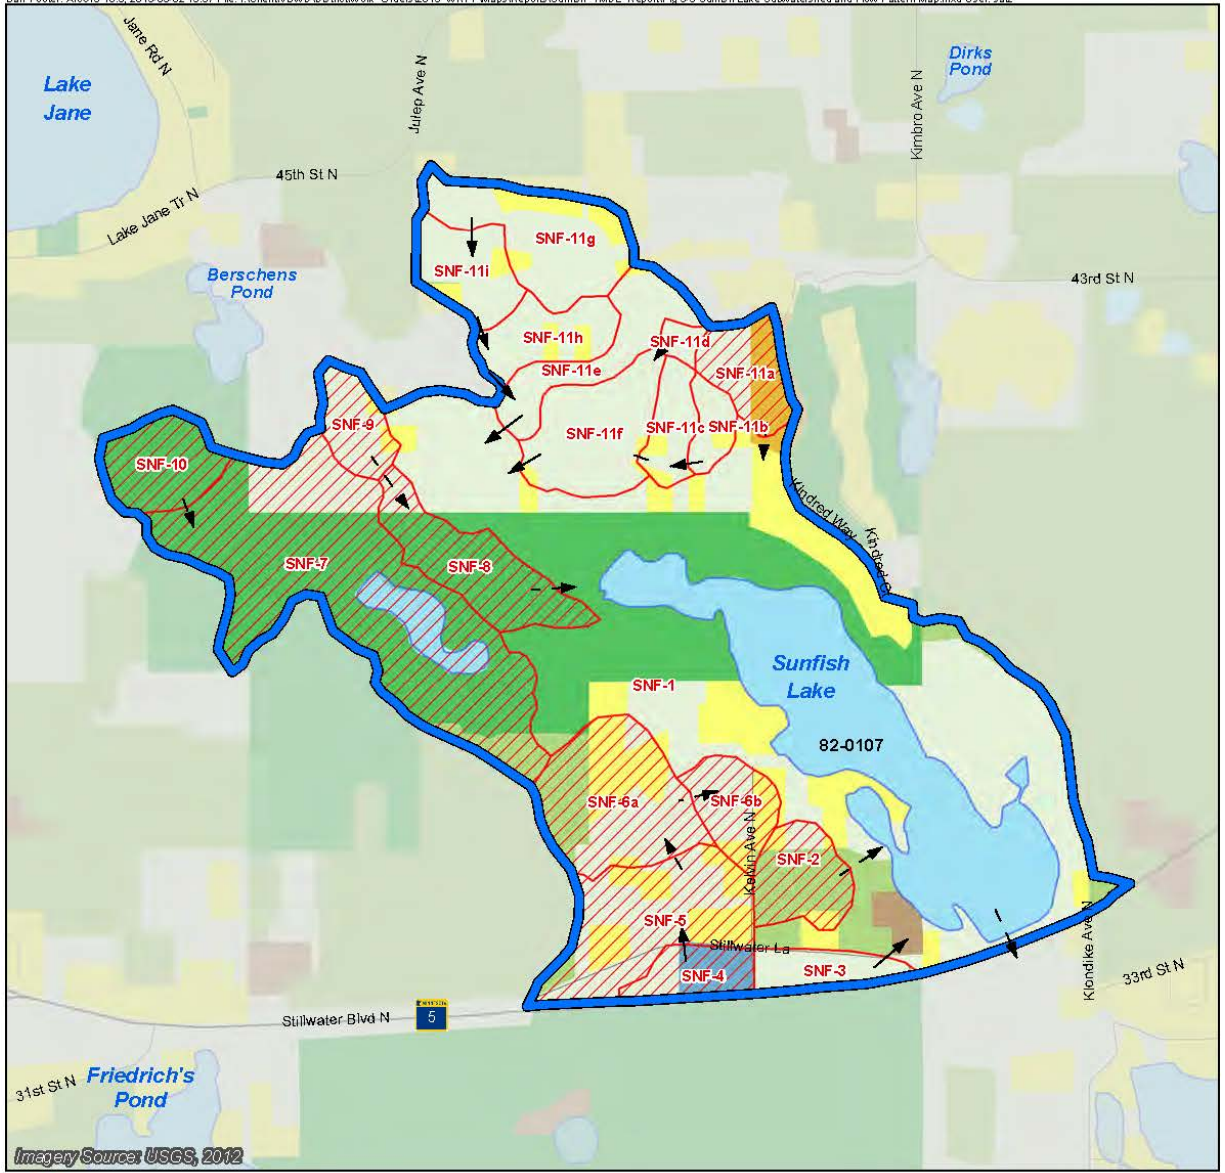 Jane Rd N
Lake
Jane
Julep Ave N
Kimbro Ave N
Dirks
Pond
45th St N
Lake Jane Tr N
SNF-11g
SNF-11i
Berschens
Pond
43rd St N
SNF-11h
SNF-11d
SNF-11e
SNF-11a
SNF-9
SNF-11f
SNF-11c
SNF-11b
SNF-10
Kindred Way
SNF-7
SNF-8
Sunfish
Lake
SNF-1
82-0107
SNF-6a
SNF-6b
Kelvin Ave N
SNF-2
SNF-5
Stillwater La
SNF-4
SNF-3
Klondike Ave N
33rd St N
Stillwater Blvd N
5
31st St N
Friedrich's
Pond
Imagery Source: USGS, 2012